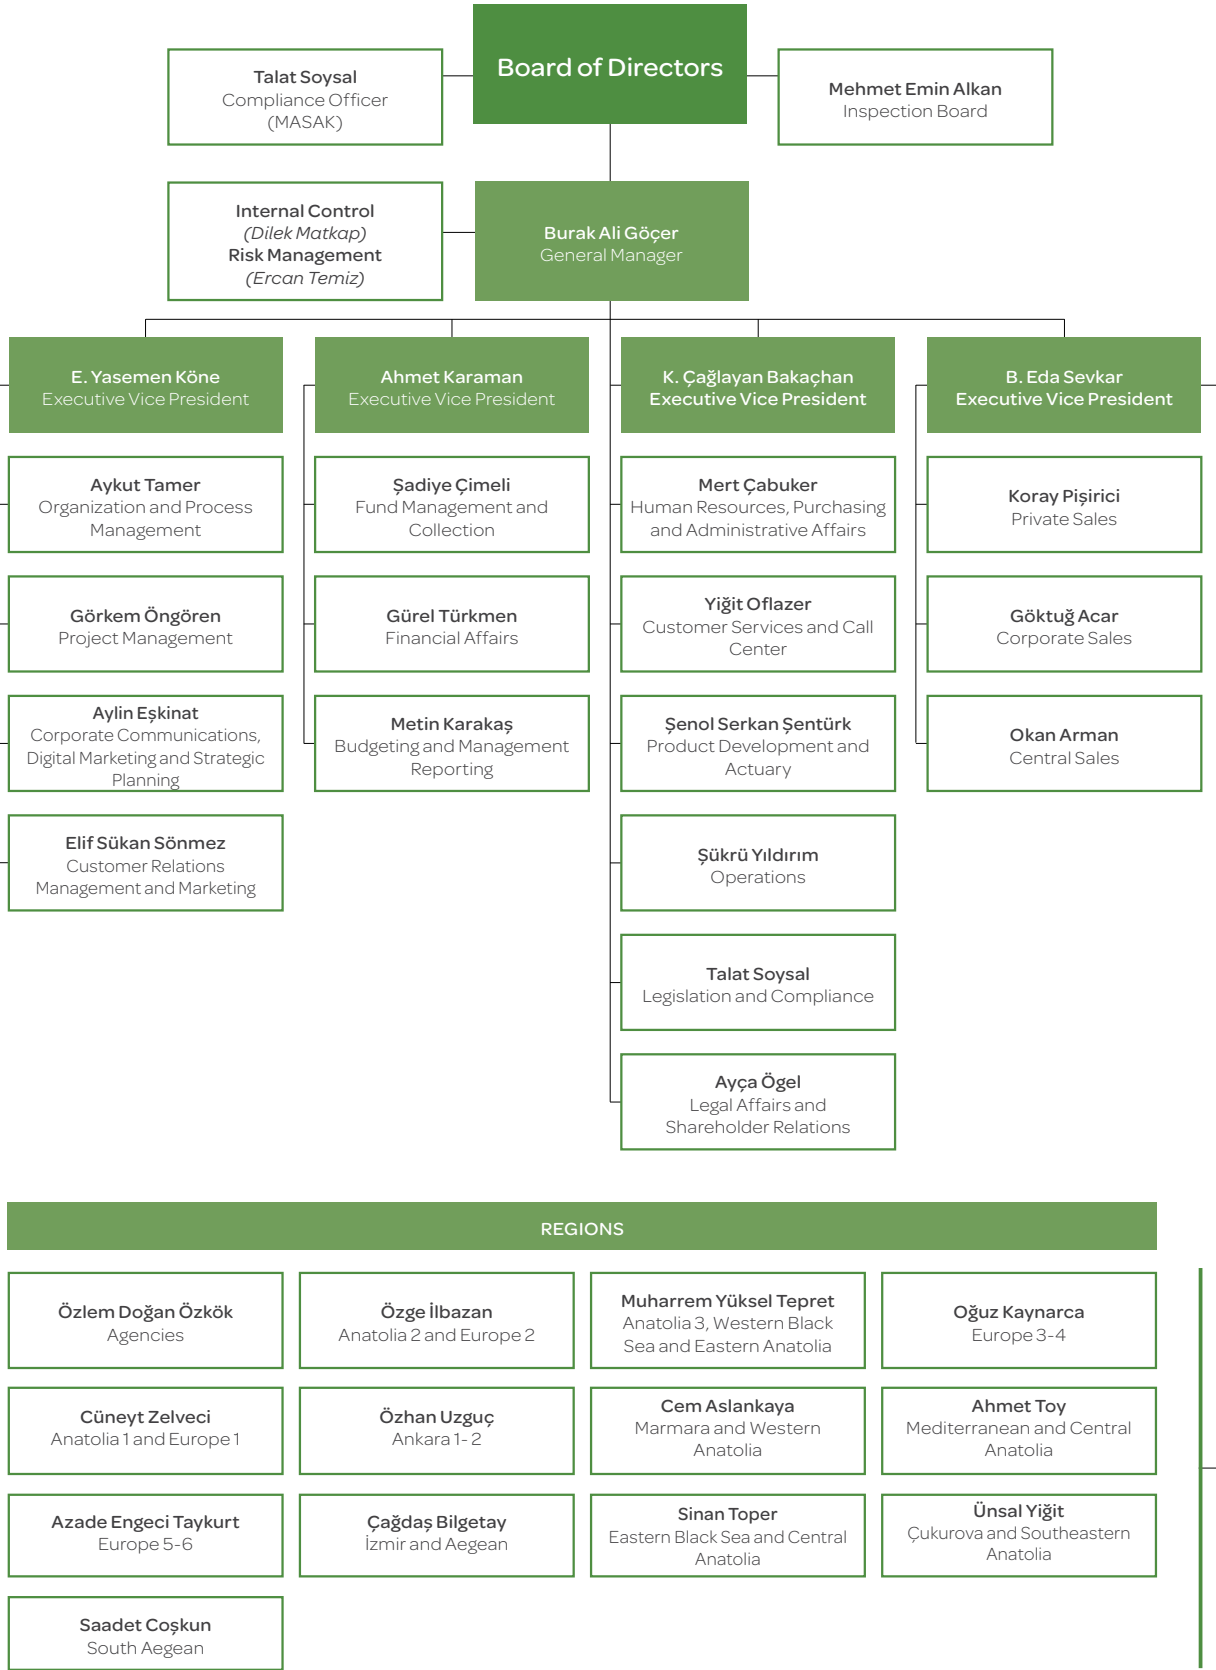 Board of Directors
Talat Soysal
Compliance Officer
(MASAK)
Mehmet Emin Alkan
Inspection Board
Internal Control
(Dilek Matkap)
Risk Management
(Ercan Temiz)
Burak Ali Göçer
General Manager
E. Yasemen Köne
Executive Vice President
Aykut Tamer
Organization and Process
Management
Görkem Öngören
Project Management
Aylin Eşkinat
Corporate Communications,
Digital Marketing and Strategic
Planning
Elif Sükan Sönmez
Customer Relations
Management and Marketing
Ahmet Karaman
Executive Vice President
Şadiye Çimeli
Fund Management and
Collection
Gürel Türkmen
Financial Affairs
Metin Karakaş
Budgeting and Management
Reporting
K. Çağlayan Bakaçhan
Executive Vice President
Mert Çabuker
Human Resources, Purchasing
and Administrative Affairs
Yiğit Oflazer
Customer Services and Call
Center
Şenol Serkan Şentürk
Product Development and
Actuary
Şükrü Yıldırım
Operations
Talat Soysal
Legislation and Compliance
Ayça Ögel
Legal Affairs and
Shareholder Relations
B. Eda Sevkar
Executive Vice President
Koray Pişirici
Private Sales
Göktuğ Acar
Corporate Sales
Okan Arman
Central Sales
REGIONS
Özlem Doğan Özkök
Agencies
Özge İlbazan
Anatolia 2 and Europe 2
Muharrem Yüksel Tepret
Anatolia 3, Western Black
Sea and Eastern Anatolia
Oğuz Kaynarca
Europe 3-4
Cüneyt Zelveci
Anatolia 1 and Europe 1
Özhan Uzguç
Ankara 1- 2
Cem Aslankaya
Marmara and Western
Anatolia
Ahmet Toy
Mediterranean and Central
Anatolia
Azade Engeci Taykurt
Europe 5-6
Çağdaş Bilgetay
İzmir and Aegean
Sinan Toper
Eastern Black Sea and Central
Anatolia
Ünsal Yiğit
Çukurova and Southeastern
Anatolia
Saadet Coşkun
South Aegean